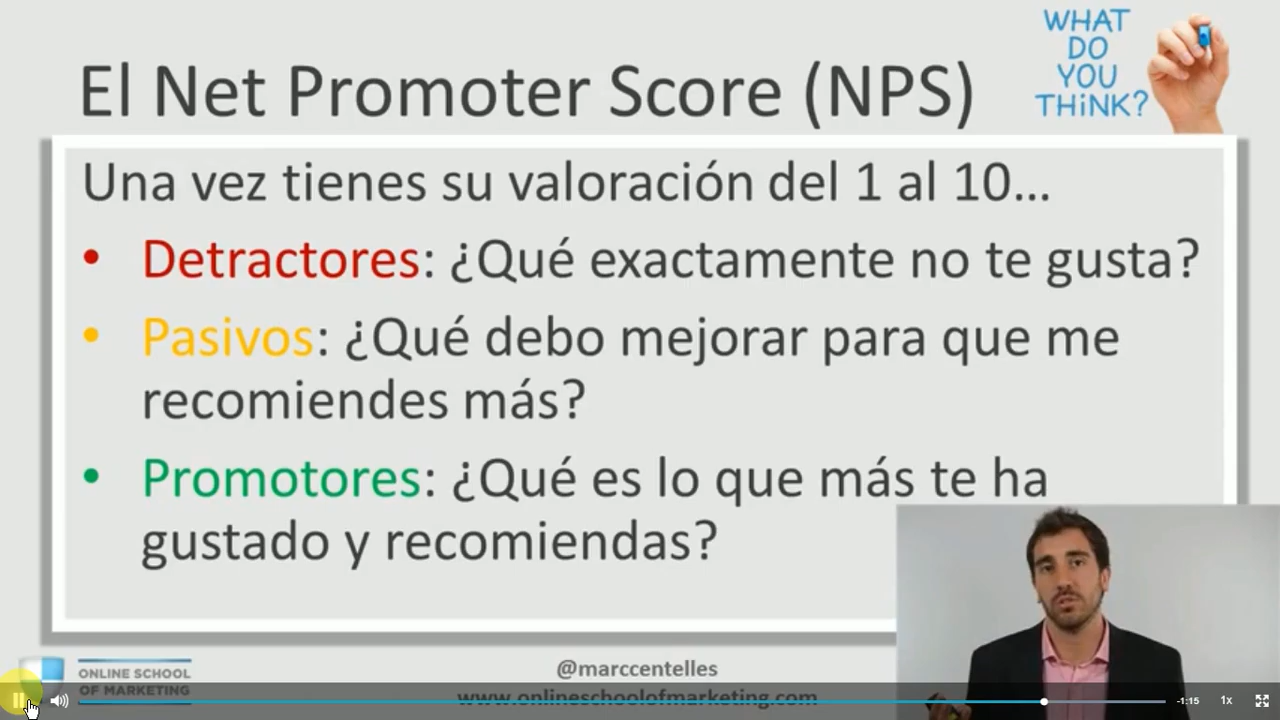 WHAT
DO
YOU
THiNK?
El Net Promoter Score (NPS)
Una vez tienes su valoración del 1 al 10...
• Detractores: ¿Qué exactamente no te gusta?
• Pasivos: ¿Qué debo mejorar para que me
recomiendes más?
• Promotores: ¿Qué es lo que más te ha
gustado y recomiendas?
ONLINE SCHOOL
OF MARKETING
@marccentelles
www.onlineschoolofmarketing.com
-1:15
1x